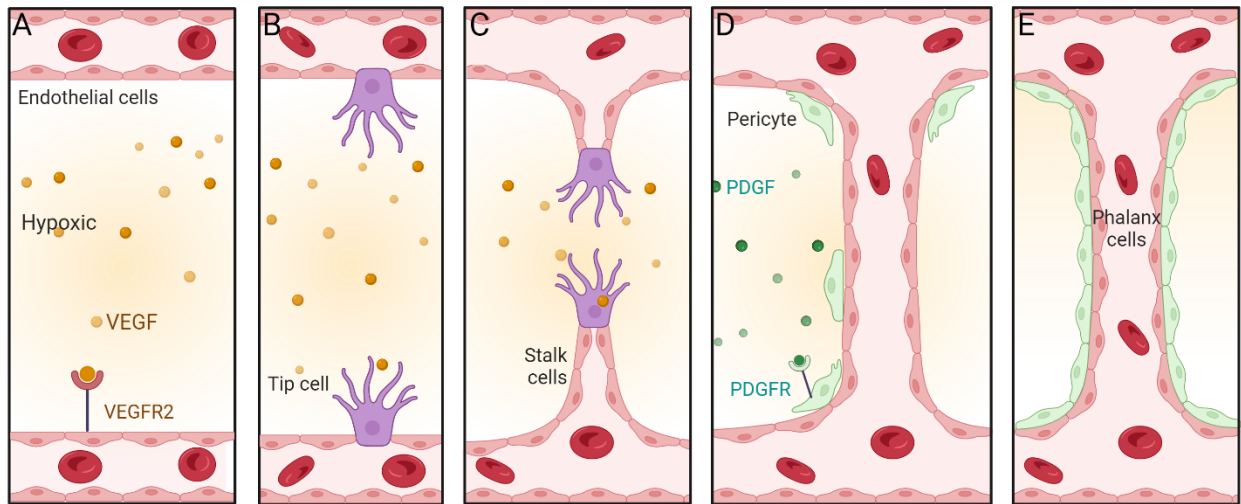 A
Endothelial cells
Hypoxic
VEGF
VEGFR2
B
Tip cell
C
Stalk
cells
D
Pericyte
PDGF
PDGFR
E
Phalanx
cells